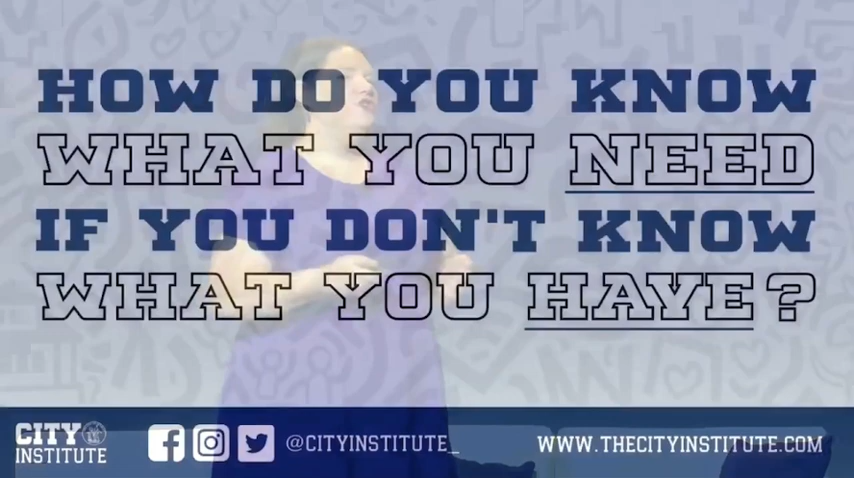 HOW DO YOU KNOW
WHAT YOU NEED
IF YOU DON'T KNOW
WHAT YOU HAVE?
CITY
INSTITUTE
@CITYINSTITUTE_
WWW.THECITYINSTITUTE.COM